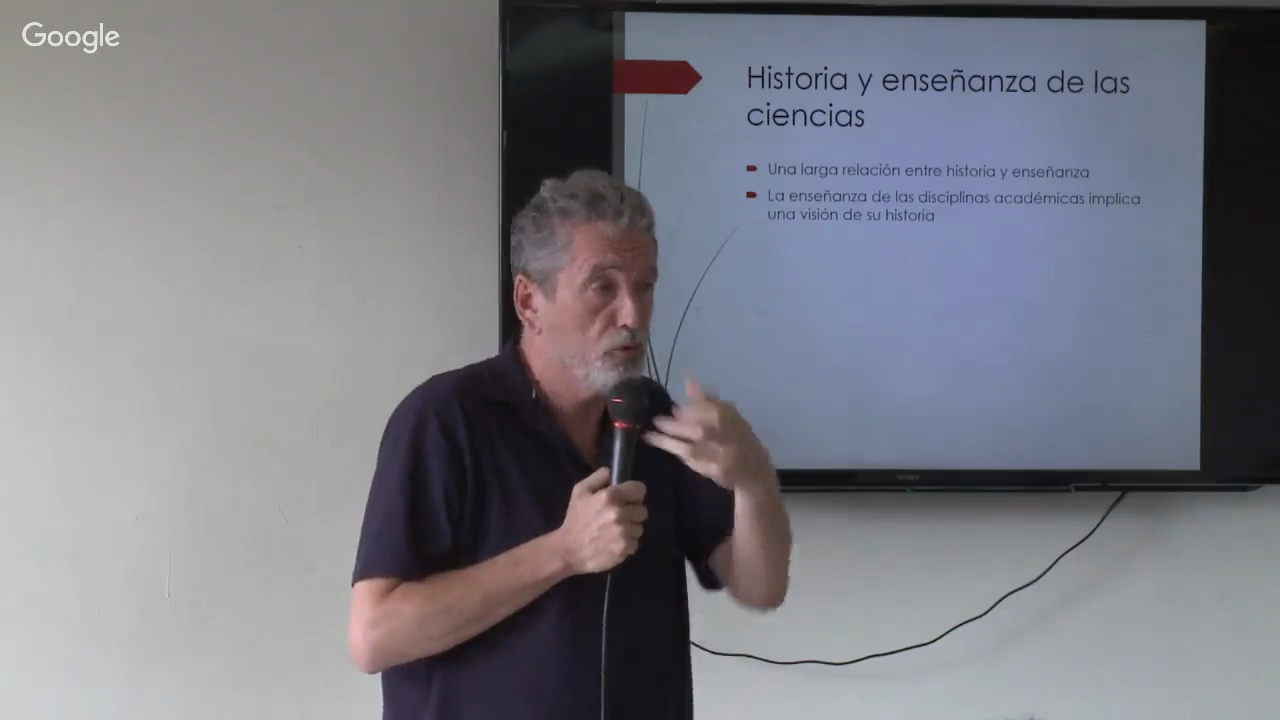 Google
Historia y enseñanza de las
ciencias
Una larga relación entre historia y enseñanza
La enseñanza de las disciplinas académicas implica
una visión de su historia